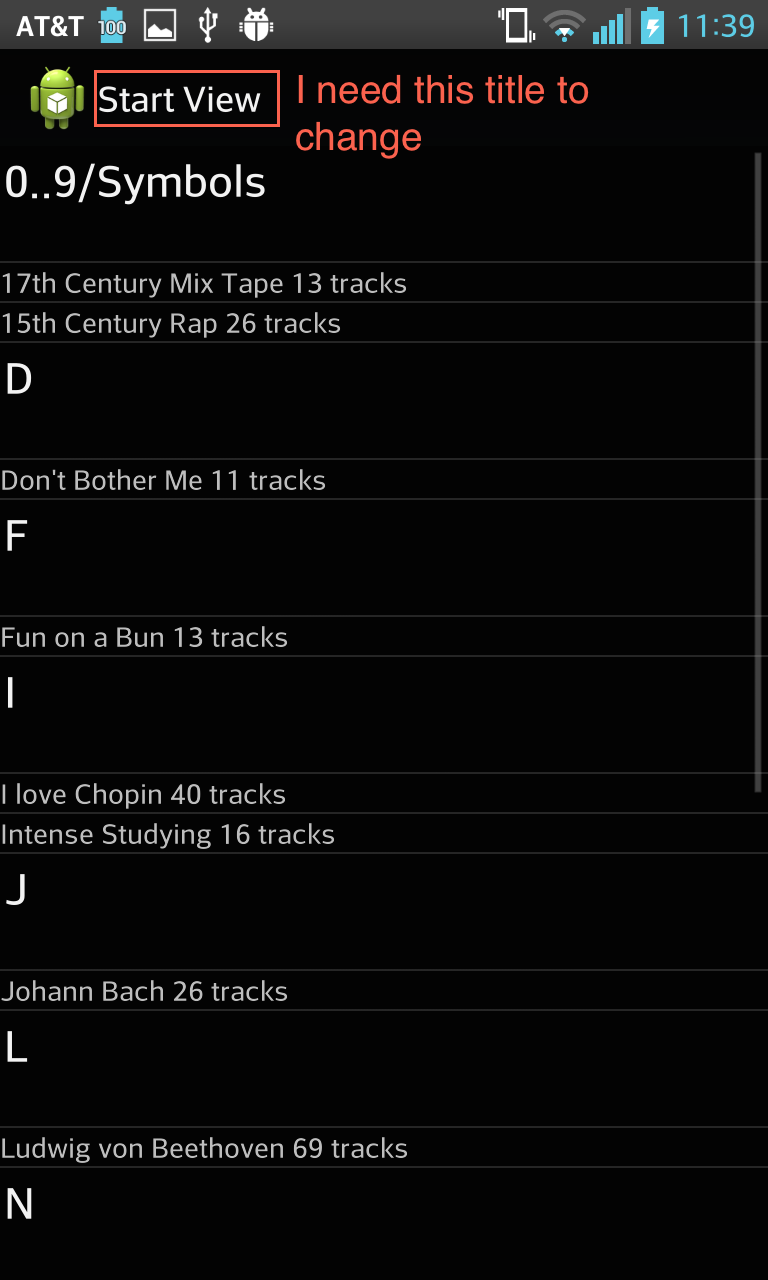 AT&T 100 11:39
Start View I need this title to
change
0..9/Symbols
17th Century Mix Tape 13 tracks
15th Century Rap 26 tracks
D
Don't Bother Me 11 tracks
F
Fun on a Bun 13 tracks
I
I love Chopin 40 tracks
Intense Studying 16 tracks
J
Johann Bach 26 tracks
L
Ludwig von Beethoven 69 tracks
N